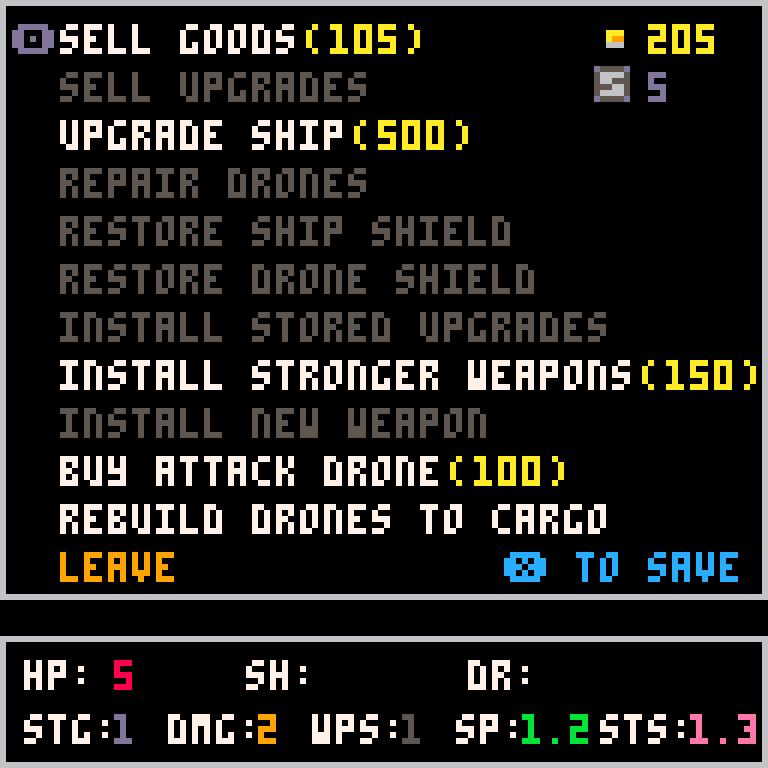 SELL GOODS(105) 205
SELL UPGRADES 5
UPGRADE SHIP(500)
REPAIR DRONES
RESTORE SHIP SHIELD
RESTORE DRONE SHIELD
INSTALL STORED UPGRADES
INSTALL STRONGER WEAPONS(150)
INSTALL NEW WEAPON
BUY ATTACK DRONE(100)
REBUILD DRONES TO CARGO
LEAVE TO SAVE
HP: 5 SH: DR:
STG:1 DMG:2 WPS:1 SP:1.2 STS:1.3